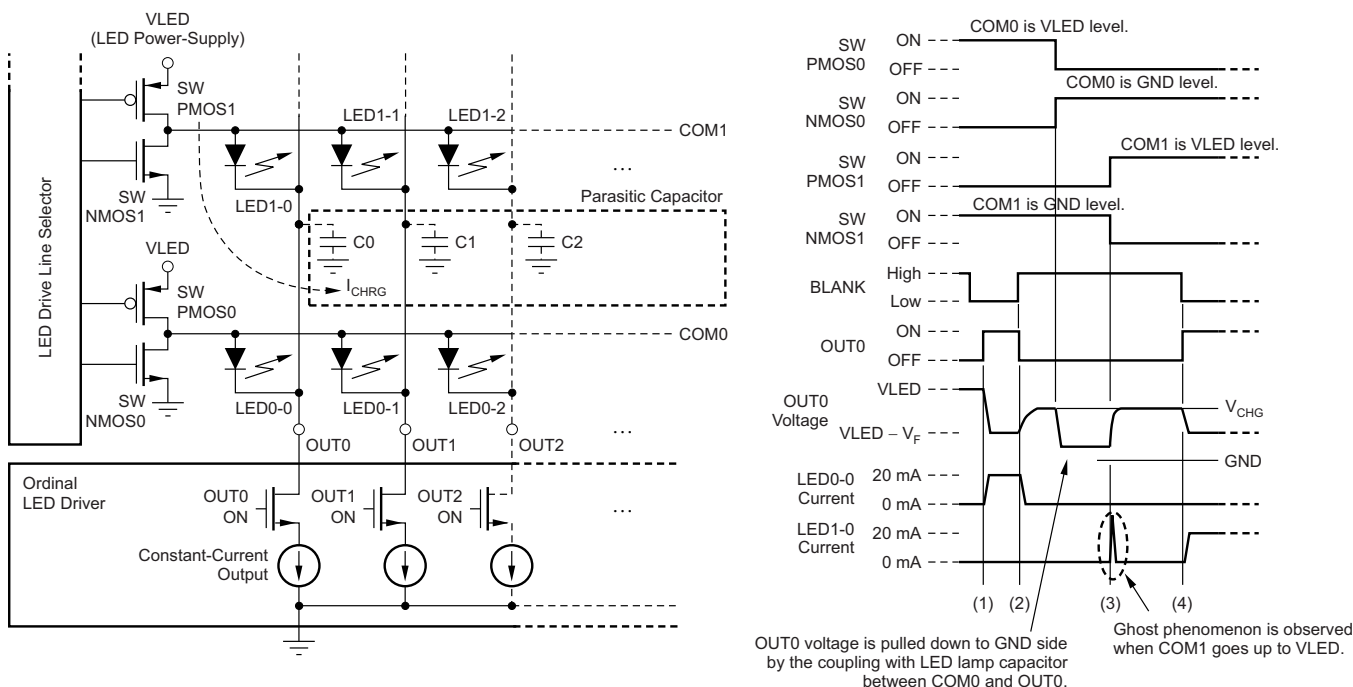 VLED
(LED Power-Supply)
SW
PMOS1
LED1-1
LED1-2
COM1
SW
NMOS1
LED1-0
...
Parasitic Capacitor
C0
C1
C2
VLED
SW
PMOS0
ICHRG
COM0
SW
NMOS0
LED0-0
LED0-1
LED0-2
LED Drive Line Selector
OUT0
OUT1
OUT2
...
Ordinal
LED Driver
OUT0
ON
OUT1
ON
OUT2
ON
...
Constant-Current
Output
COM0 is VLED level.
SW
PMOS0
ON
OFF
COM0 is GND level.
SW
NMOS0
ON
OFF
COM1 is VLED level.
SW
PMOS1
ON
OFF
COM1 is GND level.
SW
NMOS1
ON
OFF
BLANK
High
Low
OUT0
ON
OFF
OUT0
Voltage
VLED
VLED – VF
VCHG
GND
LED0-0
Current
20 mA
0 mA
LED1-0
Current
20 mA
0 mA
(1)
(2)
(3)
(4)
OUT0 voltage is pulled down to GND side
by the coupling with LED lamp capacitor
between COM0 and OUT0.
Ghost phenomenon is observed
when COM1 goes up to VLED.